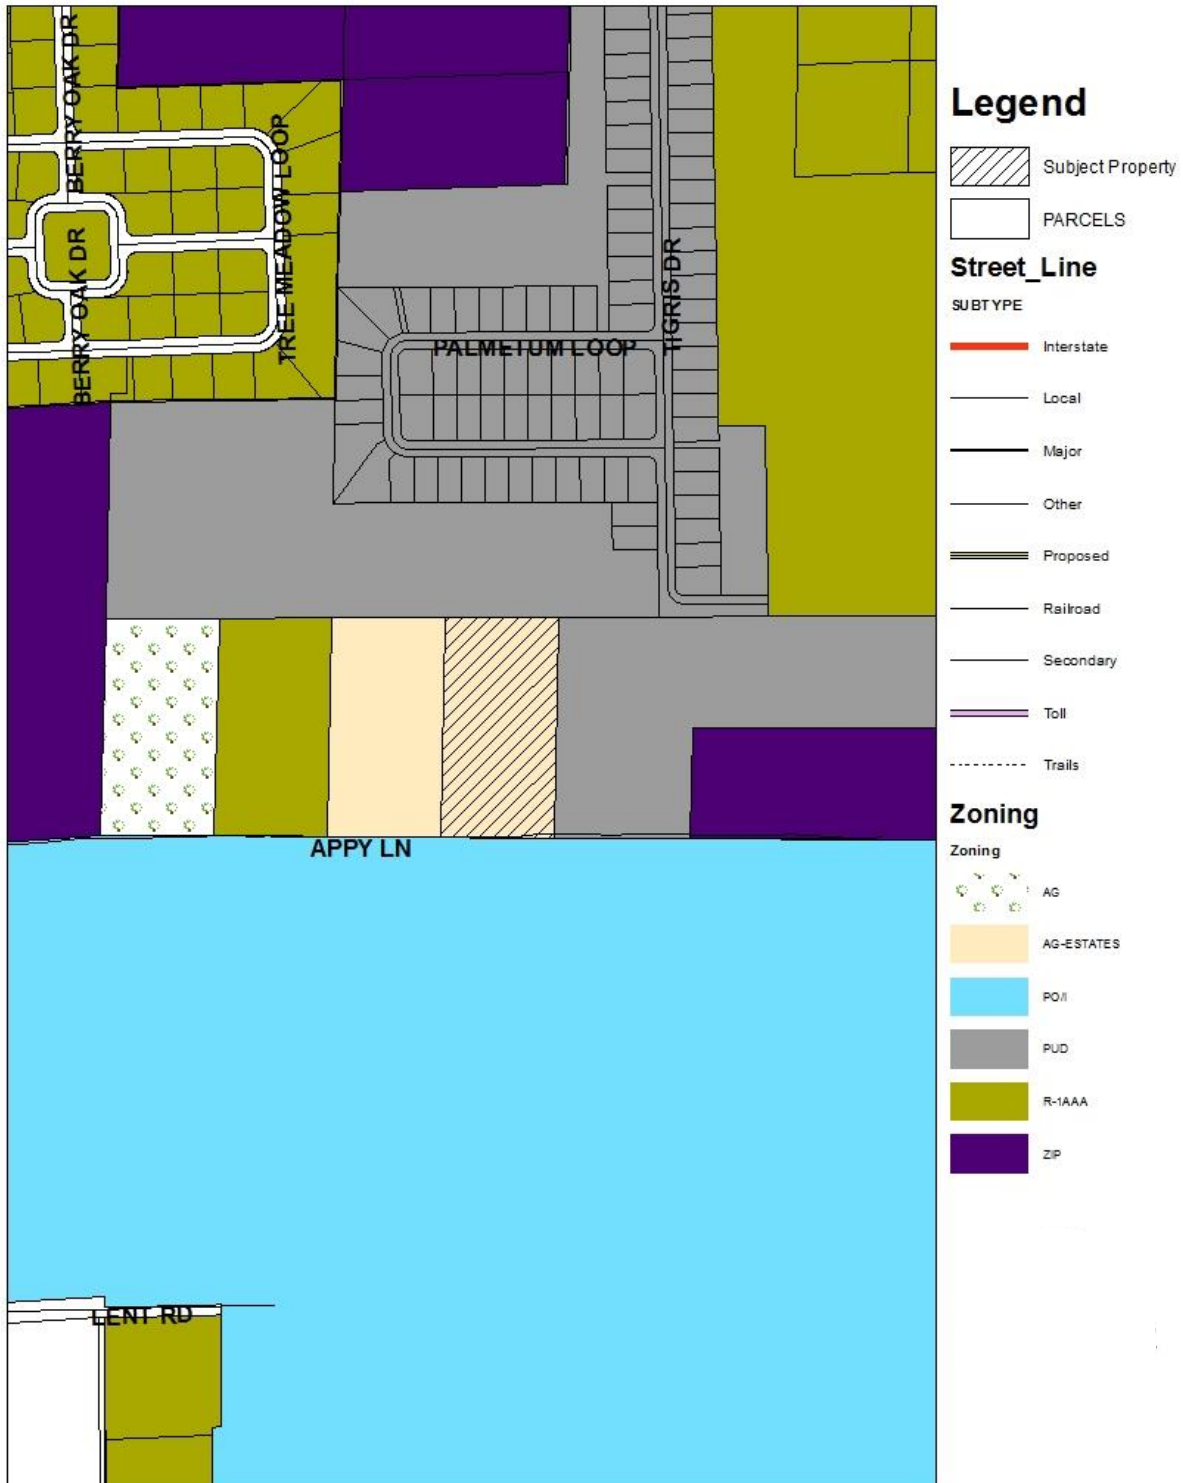 BERRY OAK DR
BERRY OAK DR
TREE MEADOW LOOP
PALMETUM LOOP
TIGRIS DR
APPY LN
LENT RD
Legend
Subject Property
PARCELS
Street_Line
SUBTYPE
Interstate
Local
Major
Other
Proposed
Railroad
Secondary
Toll
Trails
Zoning
Zoning
AG
AG-ESTATES
PO/I
PUD
R-1AAA
ZIP